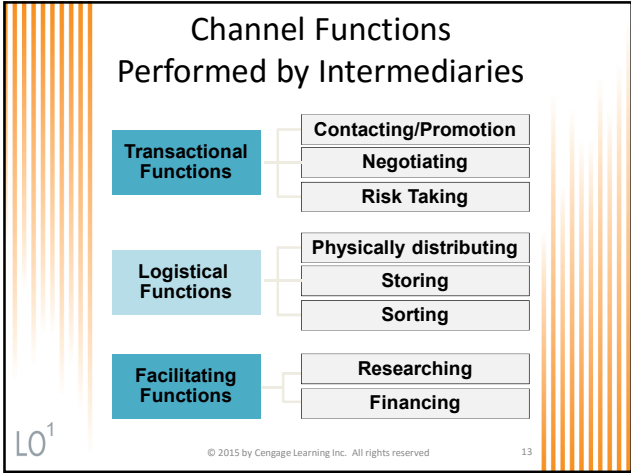 Channel Functions
Performed by Intermediaries
Transactional
Functions
Contacting/Promotion
Negotiating
Risk Taking
Logistical
Functions
Physically distributing
Storing
Sorting
Facilitating
Functions
Researching
Financing
LO1
© 2015 by Cengage Learning Inc. All rights reserved
13